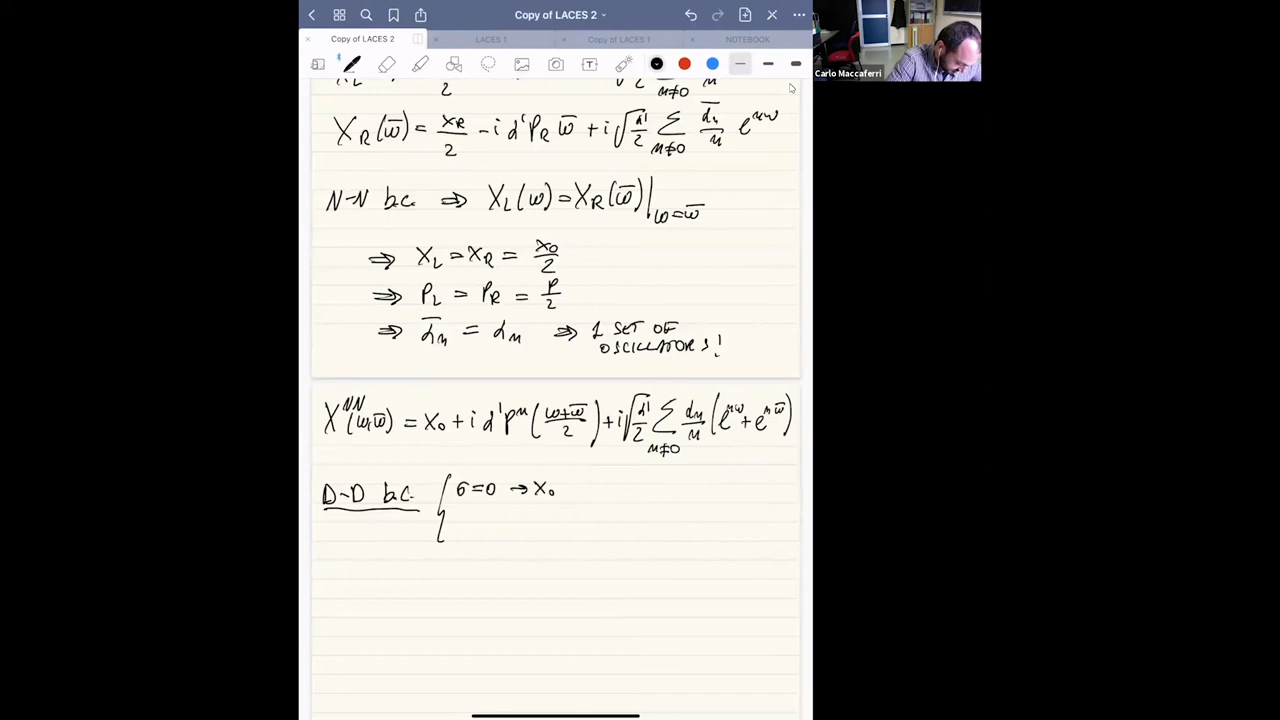 Copy of LACES 2
Copy of LACES 2
LACES 1
Copy of LACES 1
NOTEBOOK
Carlo Maccaferri
X_R(w̄) = x_R/2 - i α' P_R w̄ + i √(α'/2) Σ_{n≠0} ᾱ_n/n e^{nw}
N-N b.c. ⇒ X_L(w) = X_R(w̄)|_{w=w̄}
⇒ x_L = x_R = x_0/2
⇒ P_L = P_R = P/2
⇒ ᾱ_n = α_n ⇒ 1 SET OF
OSCILLATORS!
X^{NN}(w,w̄) = x_0 + i α' P^μ ((w+w̄)/2) + i √(α'/2) Σ_{n≠0} α_n/n (e^{nw} + e^{nw̄})
D-D b.c. { σ=0 → x_0